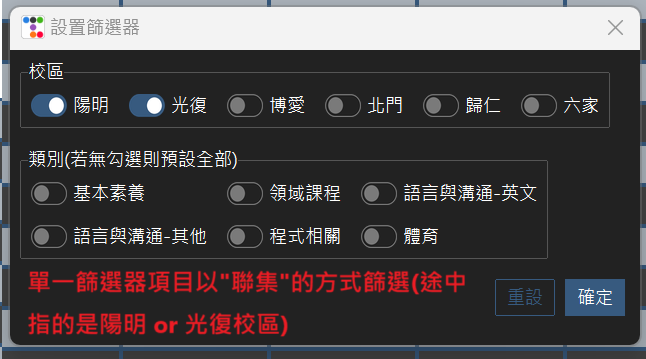 設置篩選器
校區
陽明 光復 博愛 北門 歸仁 六家
類別(若無勾選則預設全部)
基本素養 領域課程 語言與溝通-英文
語言與溝通-其他 程式相關 體育
單一篩選器項目以"聯集"的方式篩選(途中
指的是陽明 or 光復校區)
重設 確定